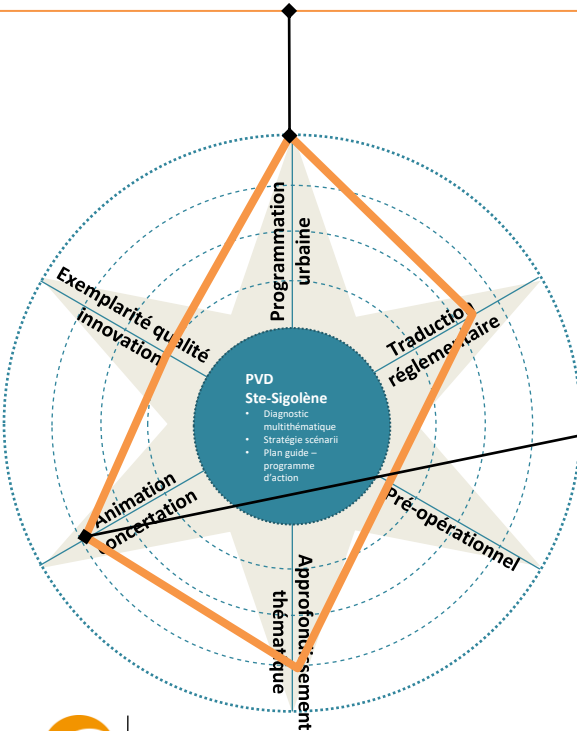 Programmation
urbaine
Exemplarité qualité
innovation
Traduction
réglementaire
PVD
Ste-Sigolène
• Diagnostic
multithématique
• Stratégie scénarii
• Plan guide –
programme
d'action
Animation
concertation
Pré-opérationnel
Approfondissement
thématique